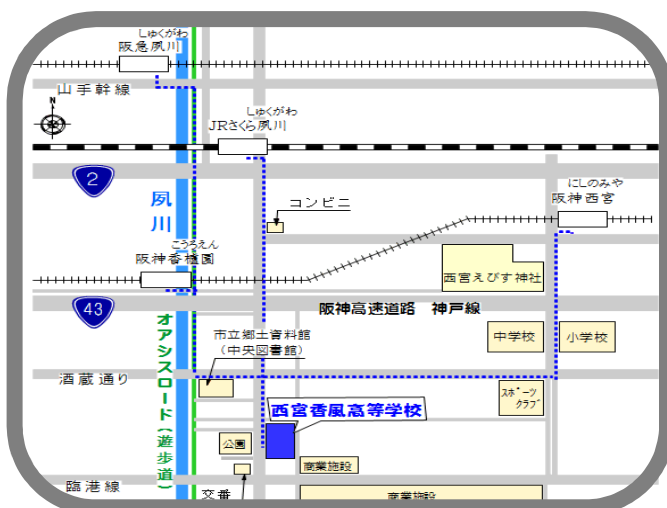 しゅくがわ
阪急夙川
山手幹線
N
しゅくがわ
JRさくら夙川
2
コンビニ
にしのみや
阪神西宮
夙川
こうろえん
阪神香櫨園
西宮えびす神社
43
阪神高速道路 神戸線
オアシスロード(遊歩道)
市立郷土資料館
(中央図書館)
中学校
小学校
酒蔵通り
スポーツ
クラブ
西宮香風高等学校
公園
商業施設
臨港線
交番
商業施設